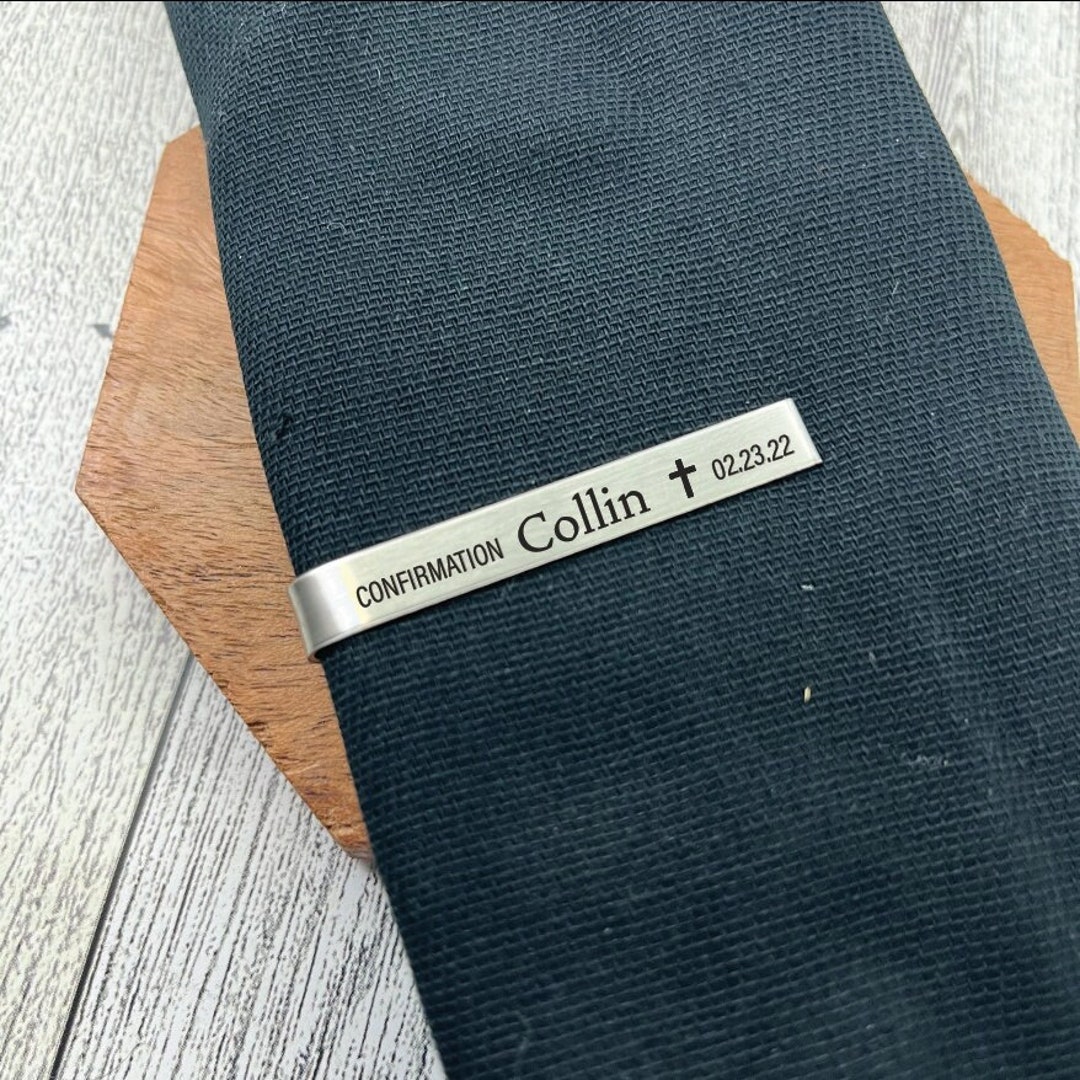 CONFIRMATION Collin ✝ 02.23.22